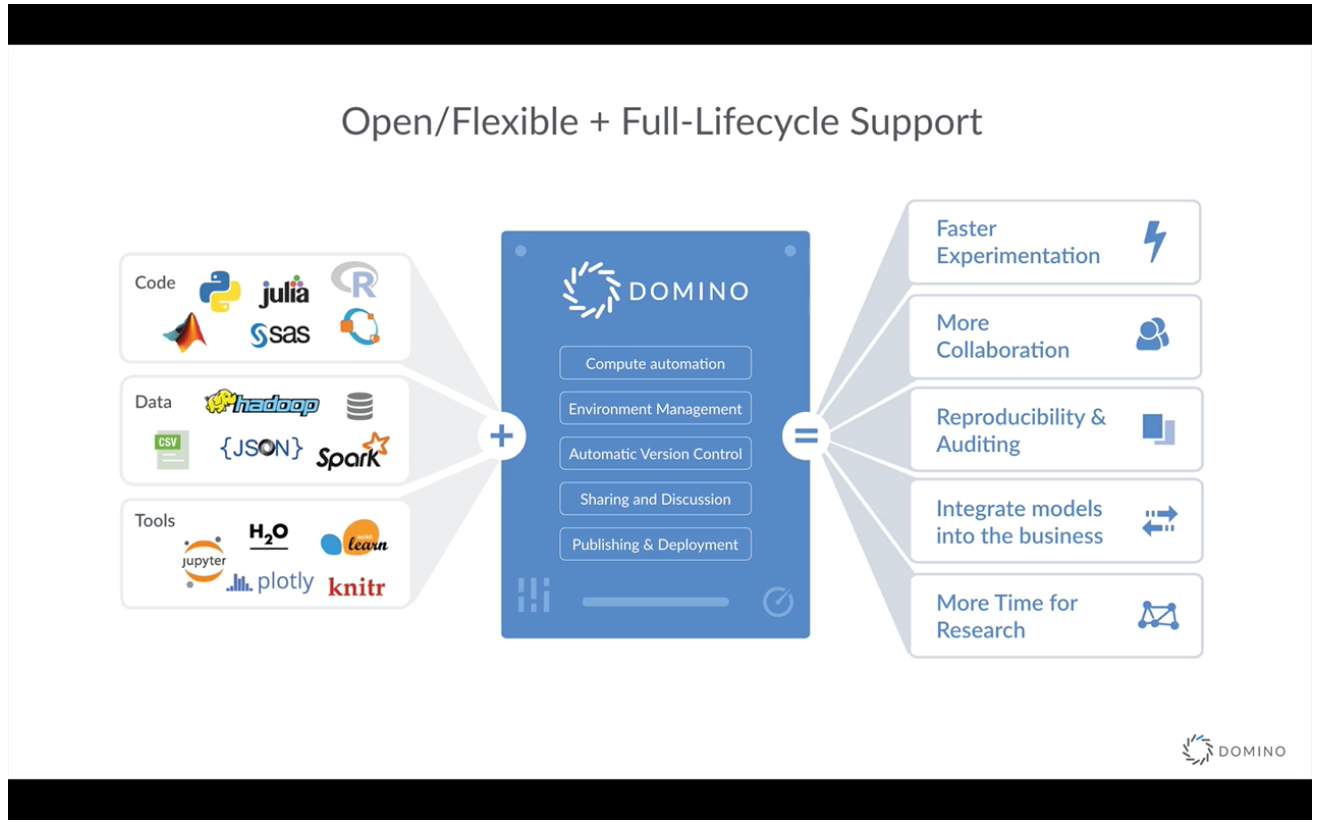 Open/Flexible + Full-Lifecycle Support
Code
julia
R
sas
Data
hadoop
CSV
{JSON}
Spark
Tools
H2O
jupyter
learn
plotly
knitr
+
DOMINO
Compute automation
Environment Management
Automatic Version Control
Sharing and Discussion
Publishing & Deployment
=
Faster
Experimentation
More
Collaboration
Reproducibility &
Auditing
Integrate models
into the business
More Time for
Research
DOMINO